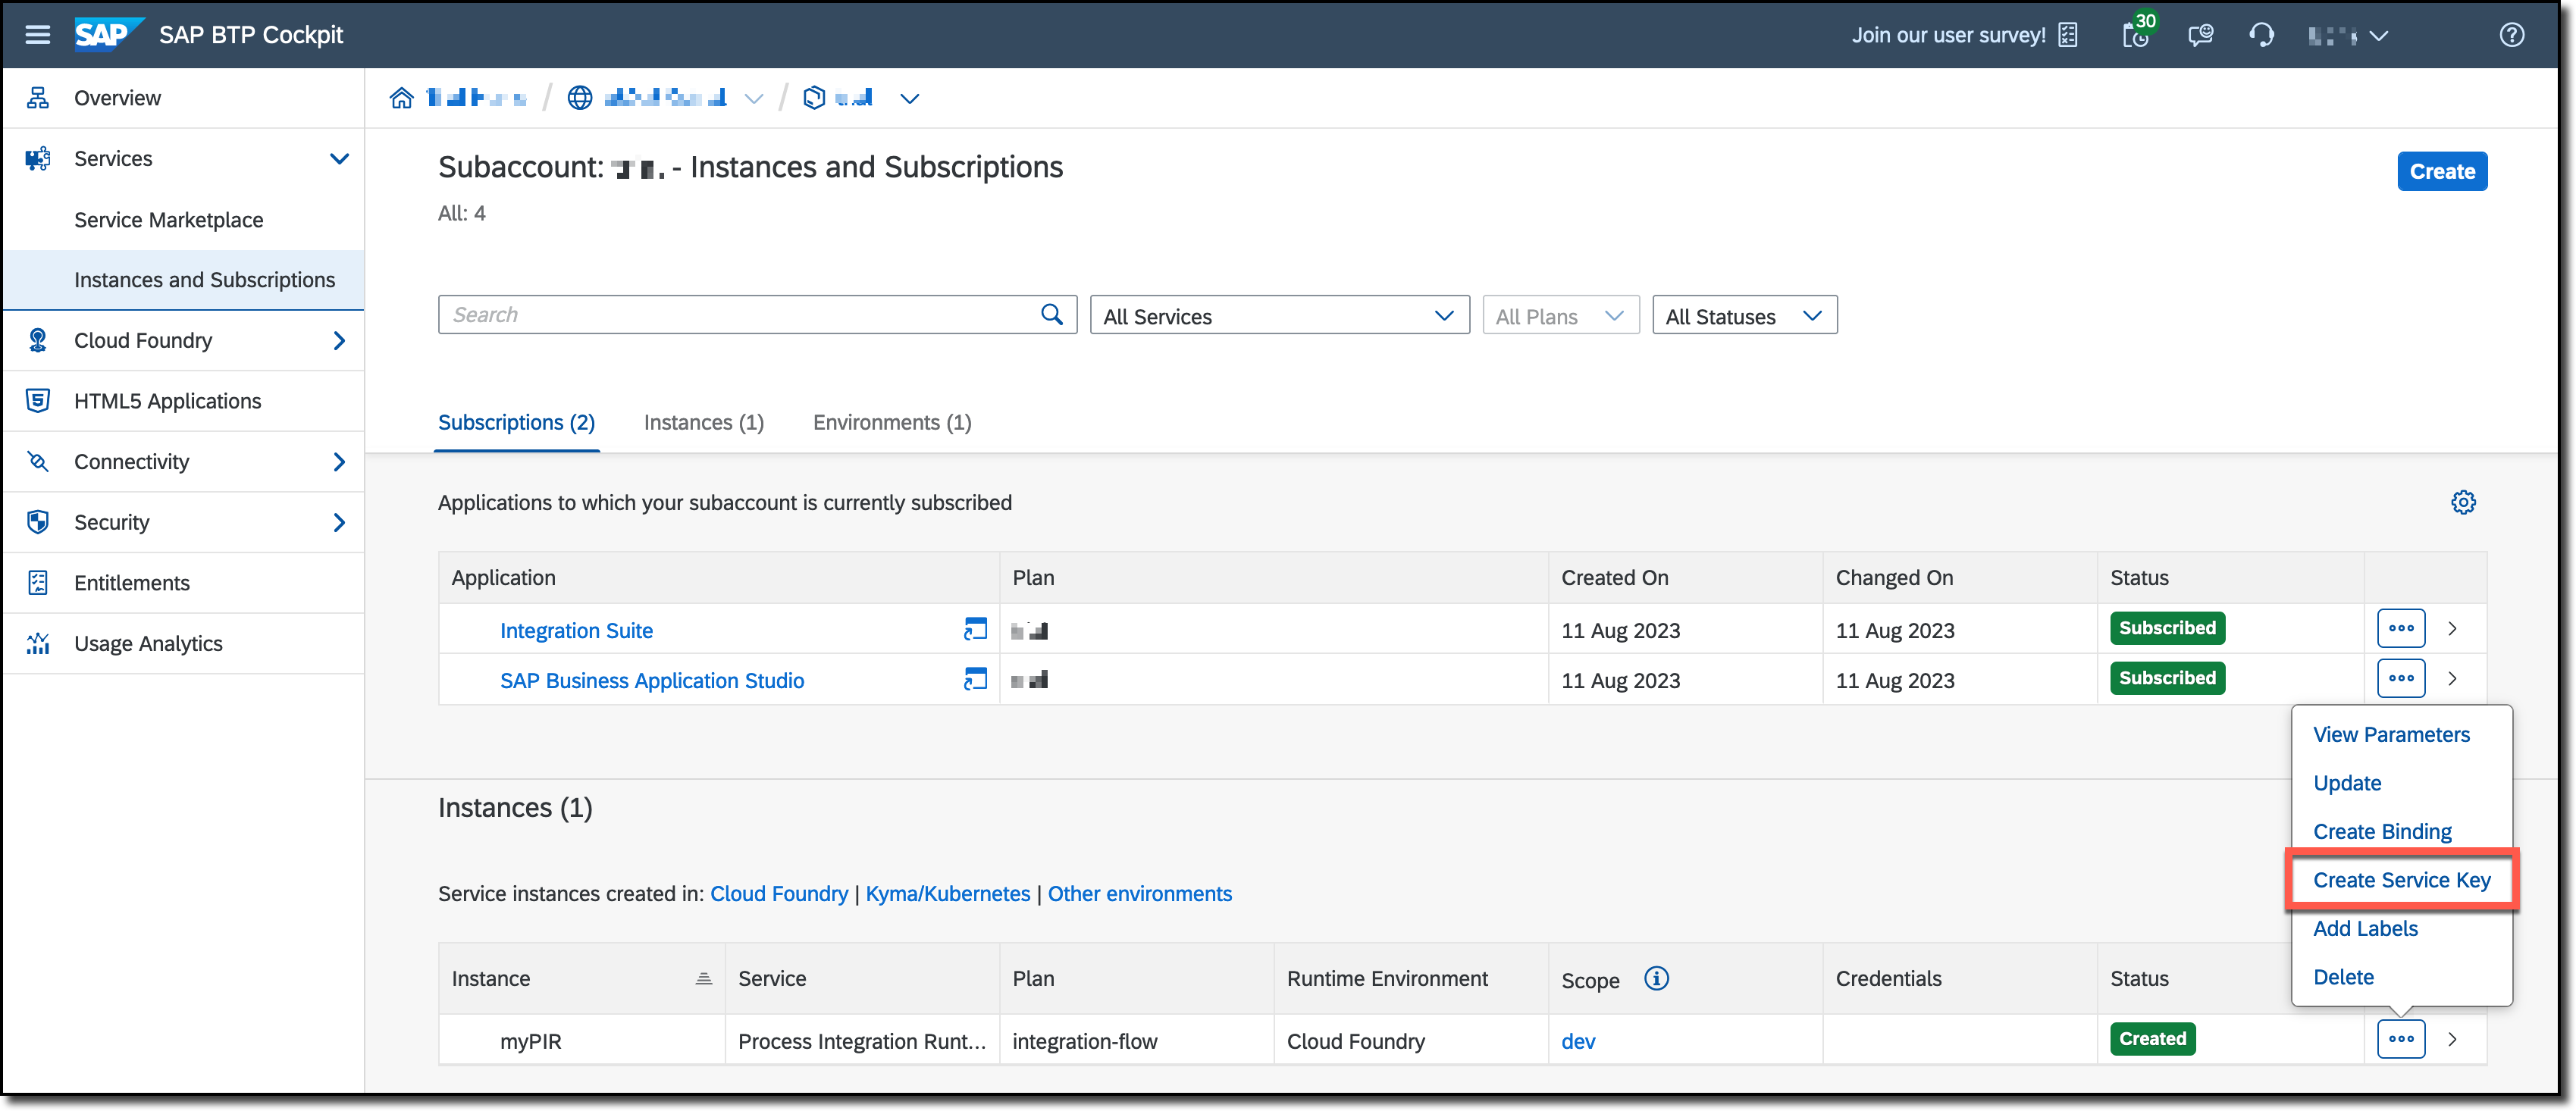 SAP SAP BTP Cockpit Join our user survey! 30
Overview
Services
Service Marketplace
Instances and Subscriptions
Cloud Foundry
HTML5 Applications
Connectivity
Security
Entitlements
Usage Analytics
Subaccount: - Instances and Subscriptions
Create
All: 4
Search All Services All Plans All Statuses
Subscriptions (2) Instances (1) Environments (1)
Applications to which your subaccount is currently subscribed
Application Plan Created On Changed On Status
Integration Suite 11 Aug 2023 11 Aug 2023 Subscribed
SAP Business Application Studio 11 Aug 2023 11 Aug 2023 Subscribed
View Parameters
Update
Create Binding
Create Service Key
Add Labels
Delete
Instances (1)
Service instances created in: Cloud Foundry | Kyma/Kubernetes | Other environments
Instance Service Plan Runtime Environment Scope Credentials Status
myPIR Process Integration Runt... integration-flow Cloud Foundry dev Created